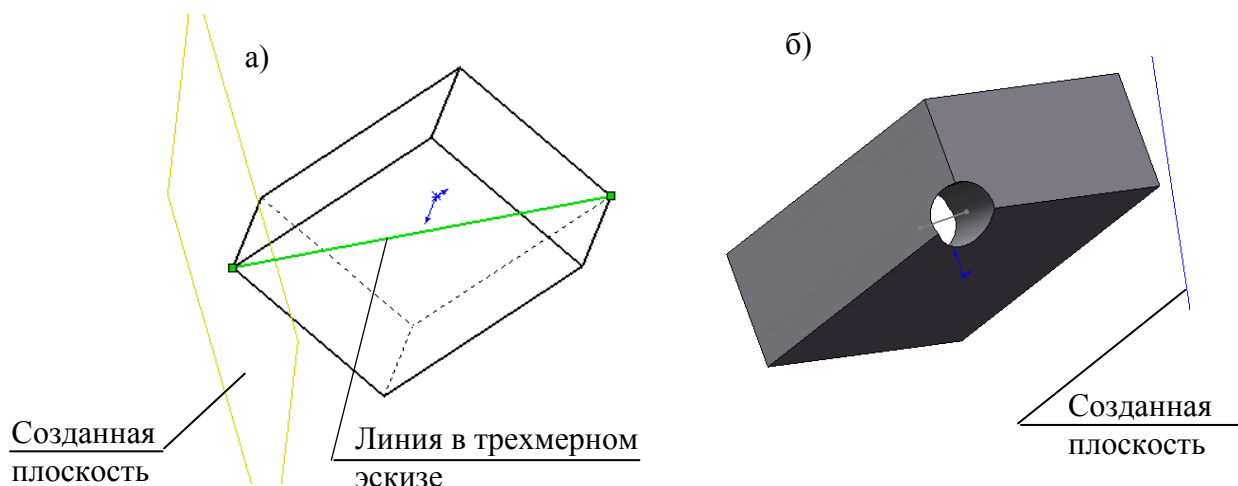 а)
б)
Созданная
плоскость
Линия в трехмерном
эскизе
Созданная
плоскость